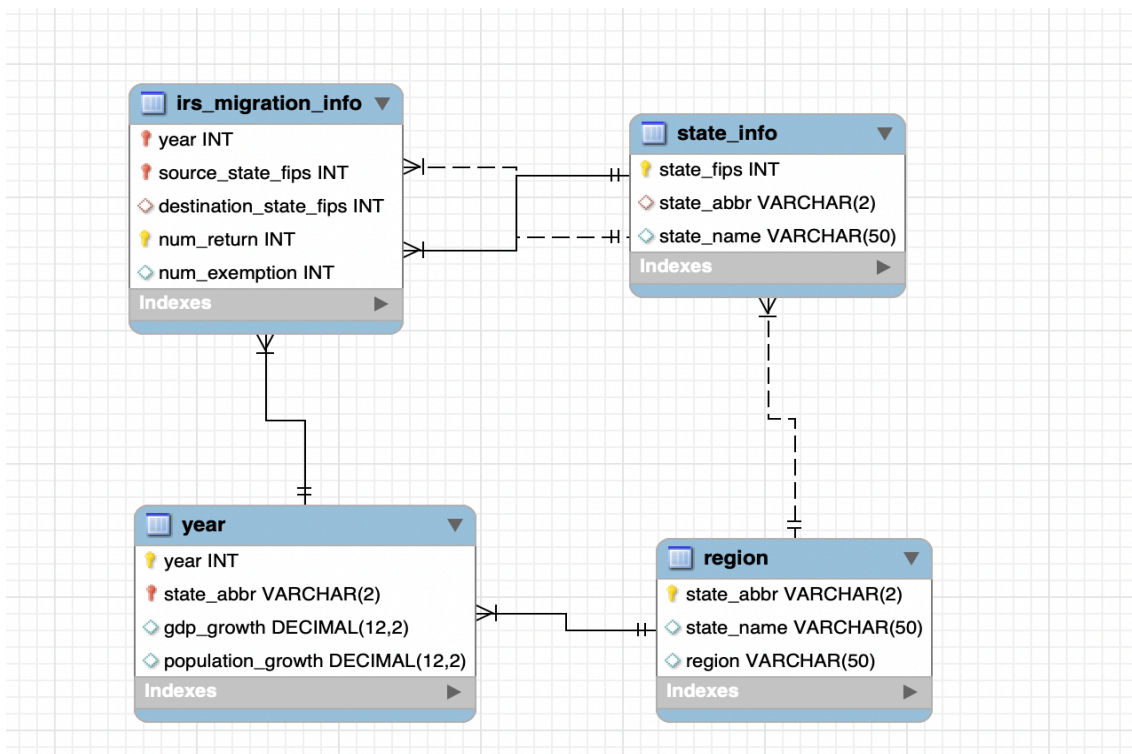 irs_migration_info
year INT
source_state_fips INT
destination_state_fips INT
num_return INT
num_exemption INT
Indexes
state_info
state_fips INT
state_abbr VARCHAR(2)
state_name VARCHAR(50)
Indexes
year
year INT
state_abbr VARCHAR(2)
gdp_growth DECIMAL(12,2)
population_growth DECIMAL(12,2)
Indexes
region
state_abbr VARCHAR(2)
state_name VARCHAR(50)
region VARCHAR(50)
Indexes